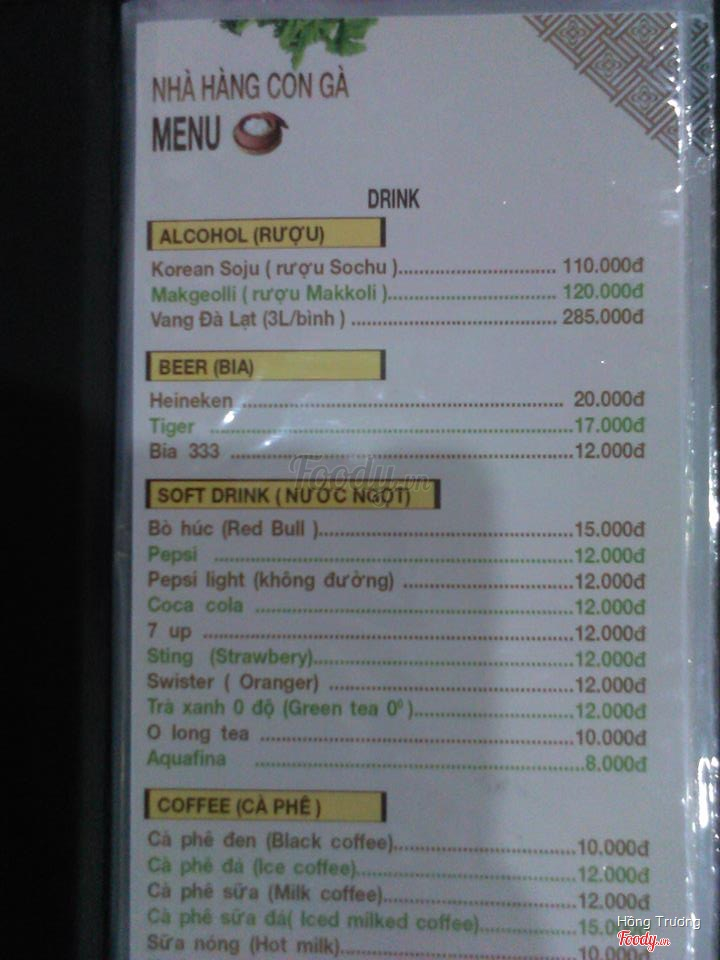 NHÀ HÀNG CON GÀ
MENU
DRINK
ALCOHOL (RƯỢU)
Korean Soju ( rượu Sochu )............................... 110.000đ
Makgeolli ( rượu Makkoli )................................ 120.000đ
Vang Đà Lạt (3L/bình ) ...................................... 285.000đ
BEER (BIA)
Heineken ............................................................ 20.000đ
Tiger ...................................................................17.000đ
Bia 333 ...............................................................12.000đ
Foody.vn
SOFT DRINK ( NƯỚC NGỌT)
Bò húc (Red Bull )...............................................15.000đ
Pepsi ..................................................................12.000đ
Pepsi light (không đường) ................................12.000đ
Coca cola ...........................................................12.000đ
7 up ....................................................................12.000đ
Sting (Strawbery)................................................12.000đ
Swister ( Oranger) .............................................12.000đ
Trà xanh 0 độ (Green tea 0⁰ )..............................12.000đ
O long tea ..........................................................10.000đ
Aquafina .............................................................8.000đ
COFFEE (CÀ PHÊ )
Cà phê đen (Black coffee)..................................10.000đ
Cà phê đá (Ice coffee).........................................12.000đ
Cà phê sữa (Milk coffee).....................................12.000đ
Cà phê sữa đá( Iced milked coffee)..................15.000đ
Sữa nóng (Hot milk)............................................10.000đ
Hồng Trương
Foody.vn